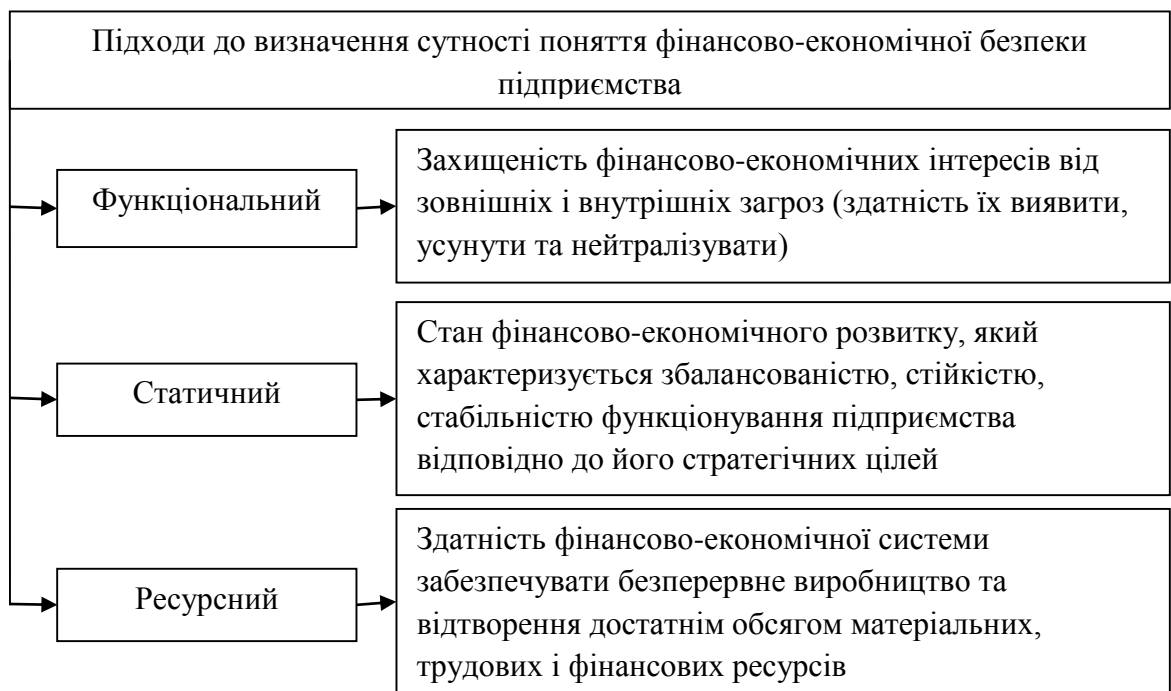 Підходи до визначення сутності поняття фінансово-економічної безпеки
підприємства
Функціональний
Захищеність фінансово-економічних інтересів від
зовнішніх і внутрішніх загроз (здатність їх виявити,
усунути та нейтралізувати)
Статичний
Стан фінансово-економічного розвитку, який
характеризується збалансованістю, стійкістю,
стабільністю функціонування підприємства
відповідно до його стратегічних цілей
Ресурсний
Здатність фінансово-економічної системи
забезпечувати безперервне виробництво та
відтворення достатнім обсягом матеріальних,
трудових і фінансових ресурсів